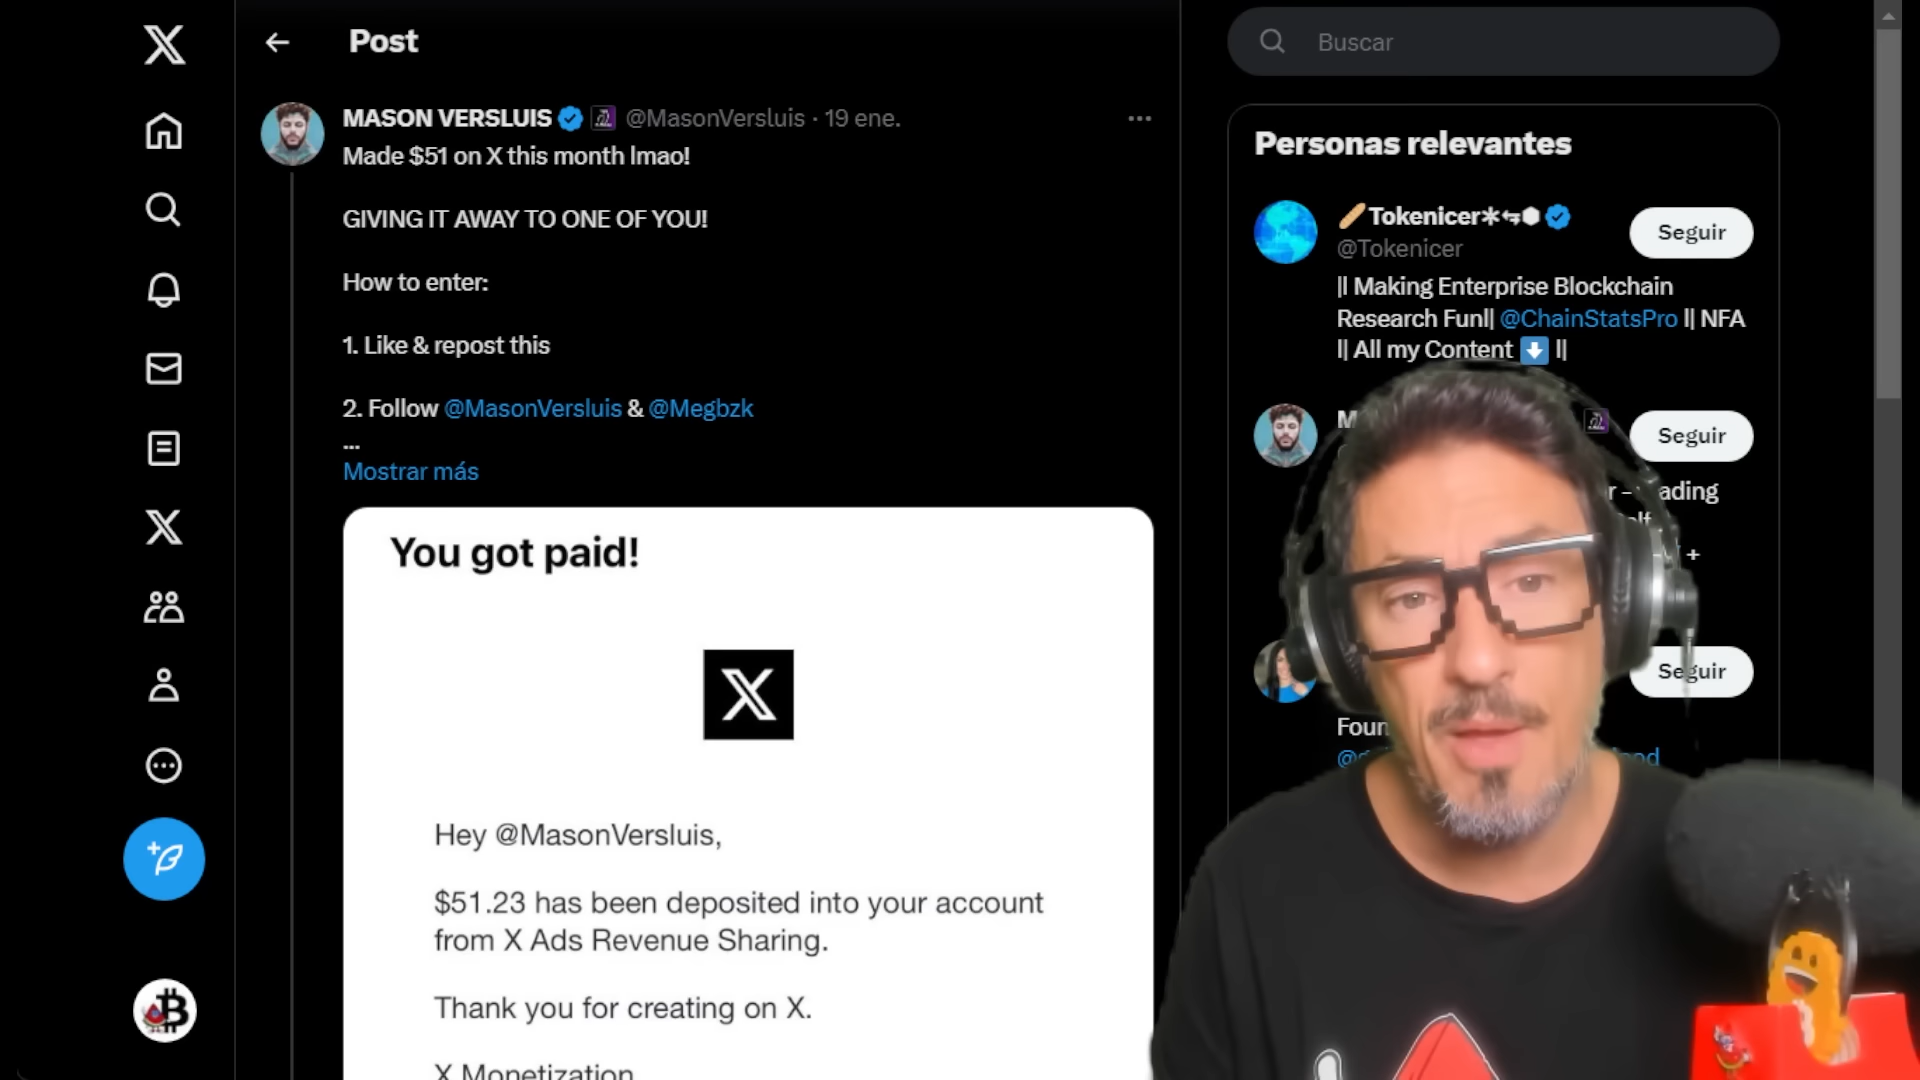 Post
MASON VERSLUIS @MasonVersluis · 19 ene.
Made $51 on X this month lmao!
GIVING IT AWAY TO ONE OF YOU!
How to enter:
1. Like & repost this
2. Follow @MasonVersluis & @Megbzk
...
Mostrar más
You got paid!
Hey @MasonVersluis,
$51.23 has been deposited into your account
from X Ads Revenue Sharing.
Thank you for creating on X.
X Monetization
Buscar
Personas relevantes
Tokenicer
@Tokenicer
Seguir
|| Making Enterprise Blockchain
Research Fun|| @ChainStatsPro || NFA
|| All my Content ||
Seguir
Seguir